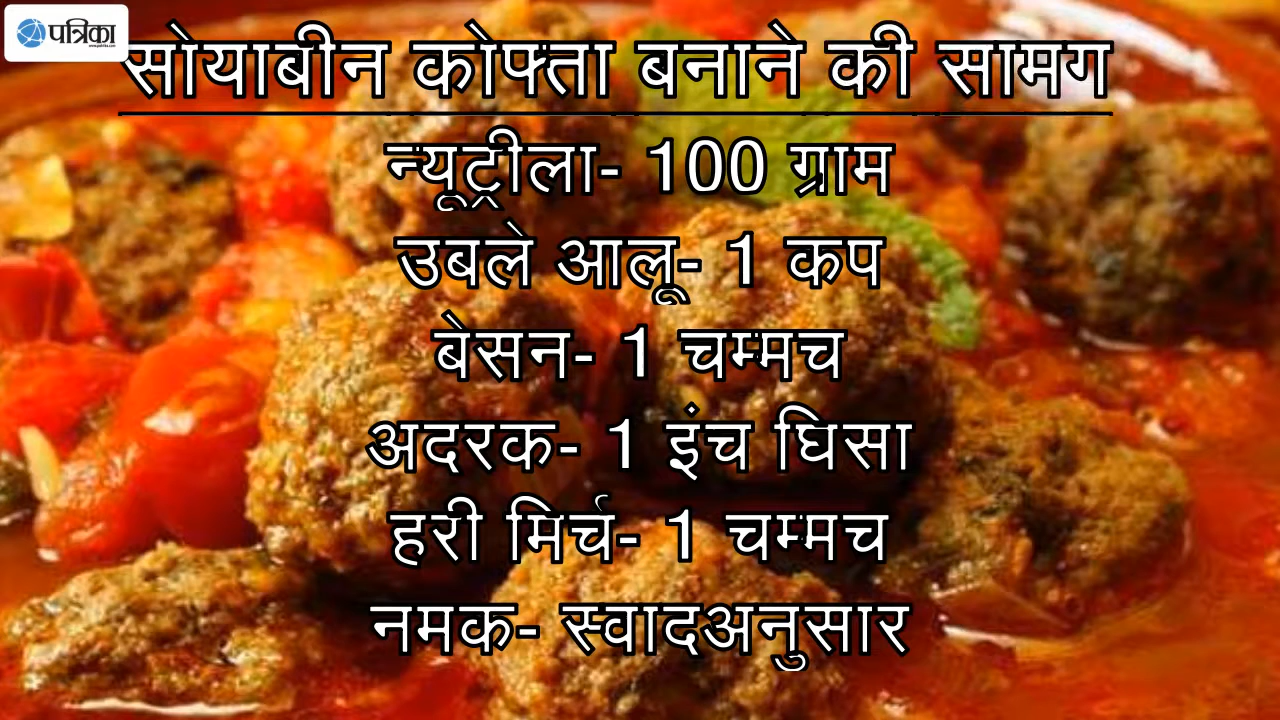 पत्रिका
सोयाबीन कोफ्ता बनाने की सामग
न्यूट्रीला- 100 ग्राम
उबले आलू- 1 कप
बेसन- 1 चम्मच
अदरक- 1 इंच घिसा
हरी मिर्च- 1 चम्मच
नमक- स्वादअनुसार